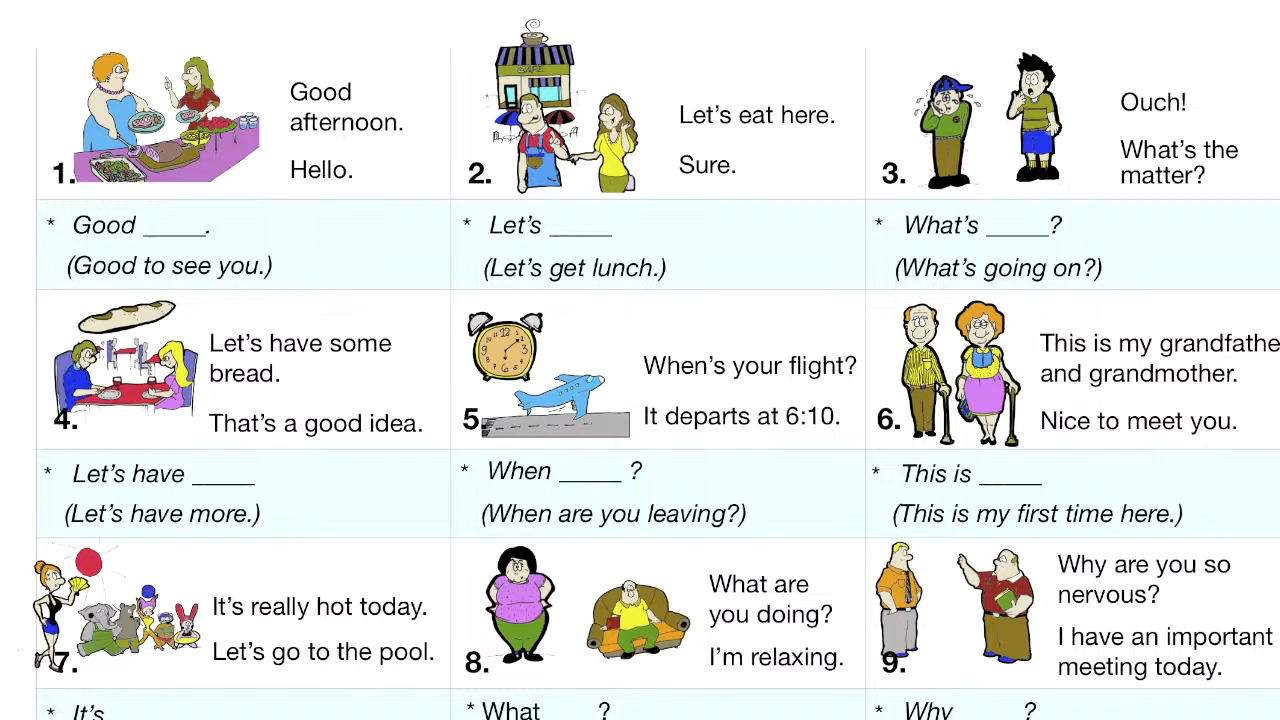 CAFE
Good
afternoon.
Hello.
1.
Let's eat here.
Sure.
2.
Ouch!
What's the
matter?
3.
* Good _____.
(Good to see you.)
* Let's _____
(Let's get lunch.)
* What's _____?
(What's going on?)
Let's have some
bread.
That's a good idea.
4.
When's your flight?
It departs at 6:10.
5
This is my grandfathe
and grandmother.
Nice to meet you.
6.
* Let's have _____
(Let's have more.)
* When _____ ?
(When are you leaving?)
* This is _____
(This is my first time here.)
It's really hot today.
Let's go to the pool.
7.
What are
you doing?
I'm relaxing.
8.
Why are you so
nervous?
I have an important
meeting today.
9.
* It's
* What ____ ?
* Why _____ ?